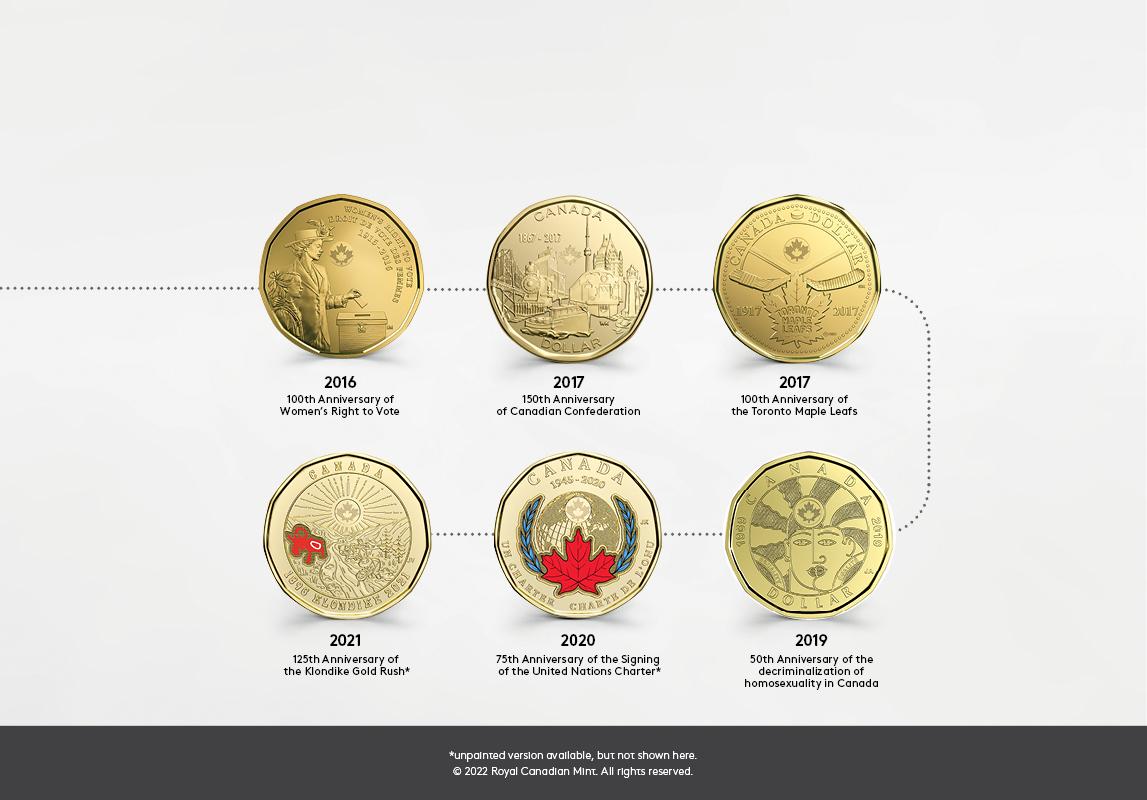 WOMEN'S RIGHT TO VOTE
DROIT DE VOTE DES FEMMES
1916-2016
CANADA
1867-2017
DOLLAR
CANADA DOLLAR
1917
2017
TORONTO
MAPLE
LEAFS
2016
100th Anniversary of
Women's Right to Vote
2017
150th Anniversary
of Canadian Confederation
2017
100th Anniversary of
the Toronto Maple Leafs
CANADA
1896 KLONDIKE 2021
CANADA
1945-2020
UN CHARTER CHARTE DE L'ONU
CANADA
1969
2019
DOLLAR
2021
125th Anniversary of
the Klondike Gold Rush*
2020
75th Anniversary of the Signing
of the United Nations Charter*
2019
50th Anniversary of the
decriminalization of
homosexuality in Canada
*unpainted version available, but not shown here.
© 2022 Royal Canadian Mint. All rights reserved.